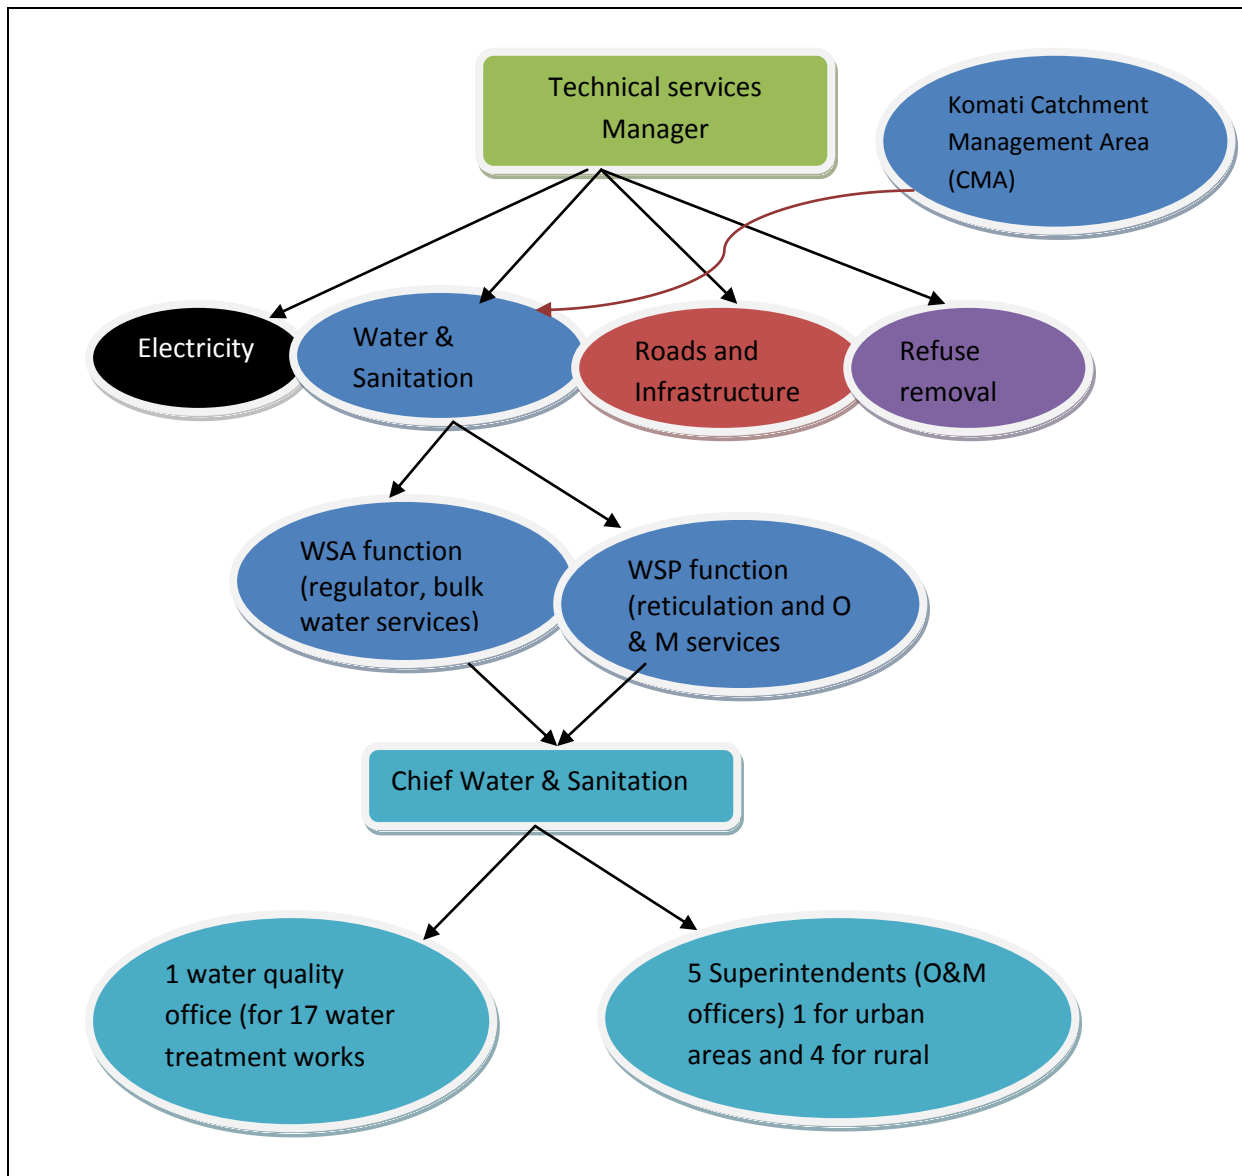 Technical services
Manager
Komati Catchment
Management Area
(CMA)
Electricity
Water &
Sanitation
Roads and
Infrastructure
Refuse
removal
WSA function
(regulator, bulk
water services)
WSP function
(reticulation and O
& M services
Chief Water & Sanitation
1 water quality
office (for 17 water
treatment works
5 Superintendents (O&M
officers) 1 for urban
areas and 4 for rural